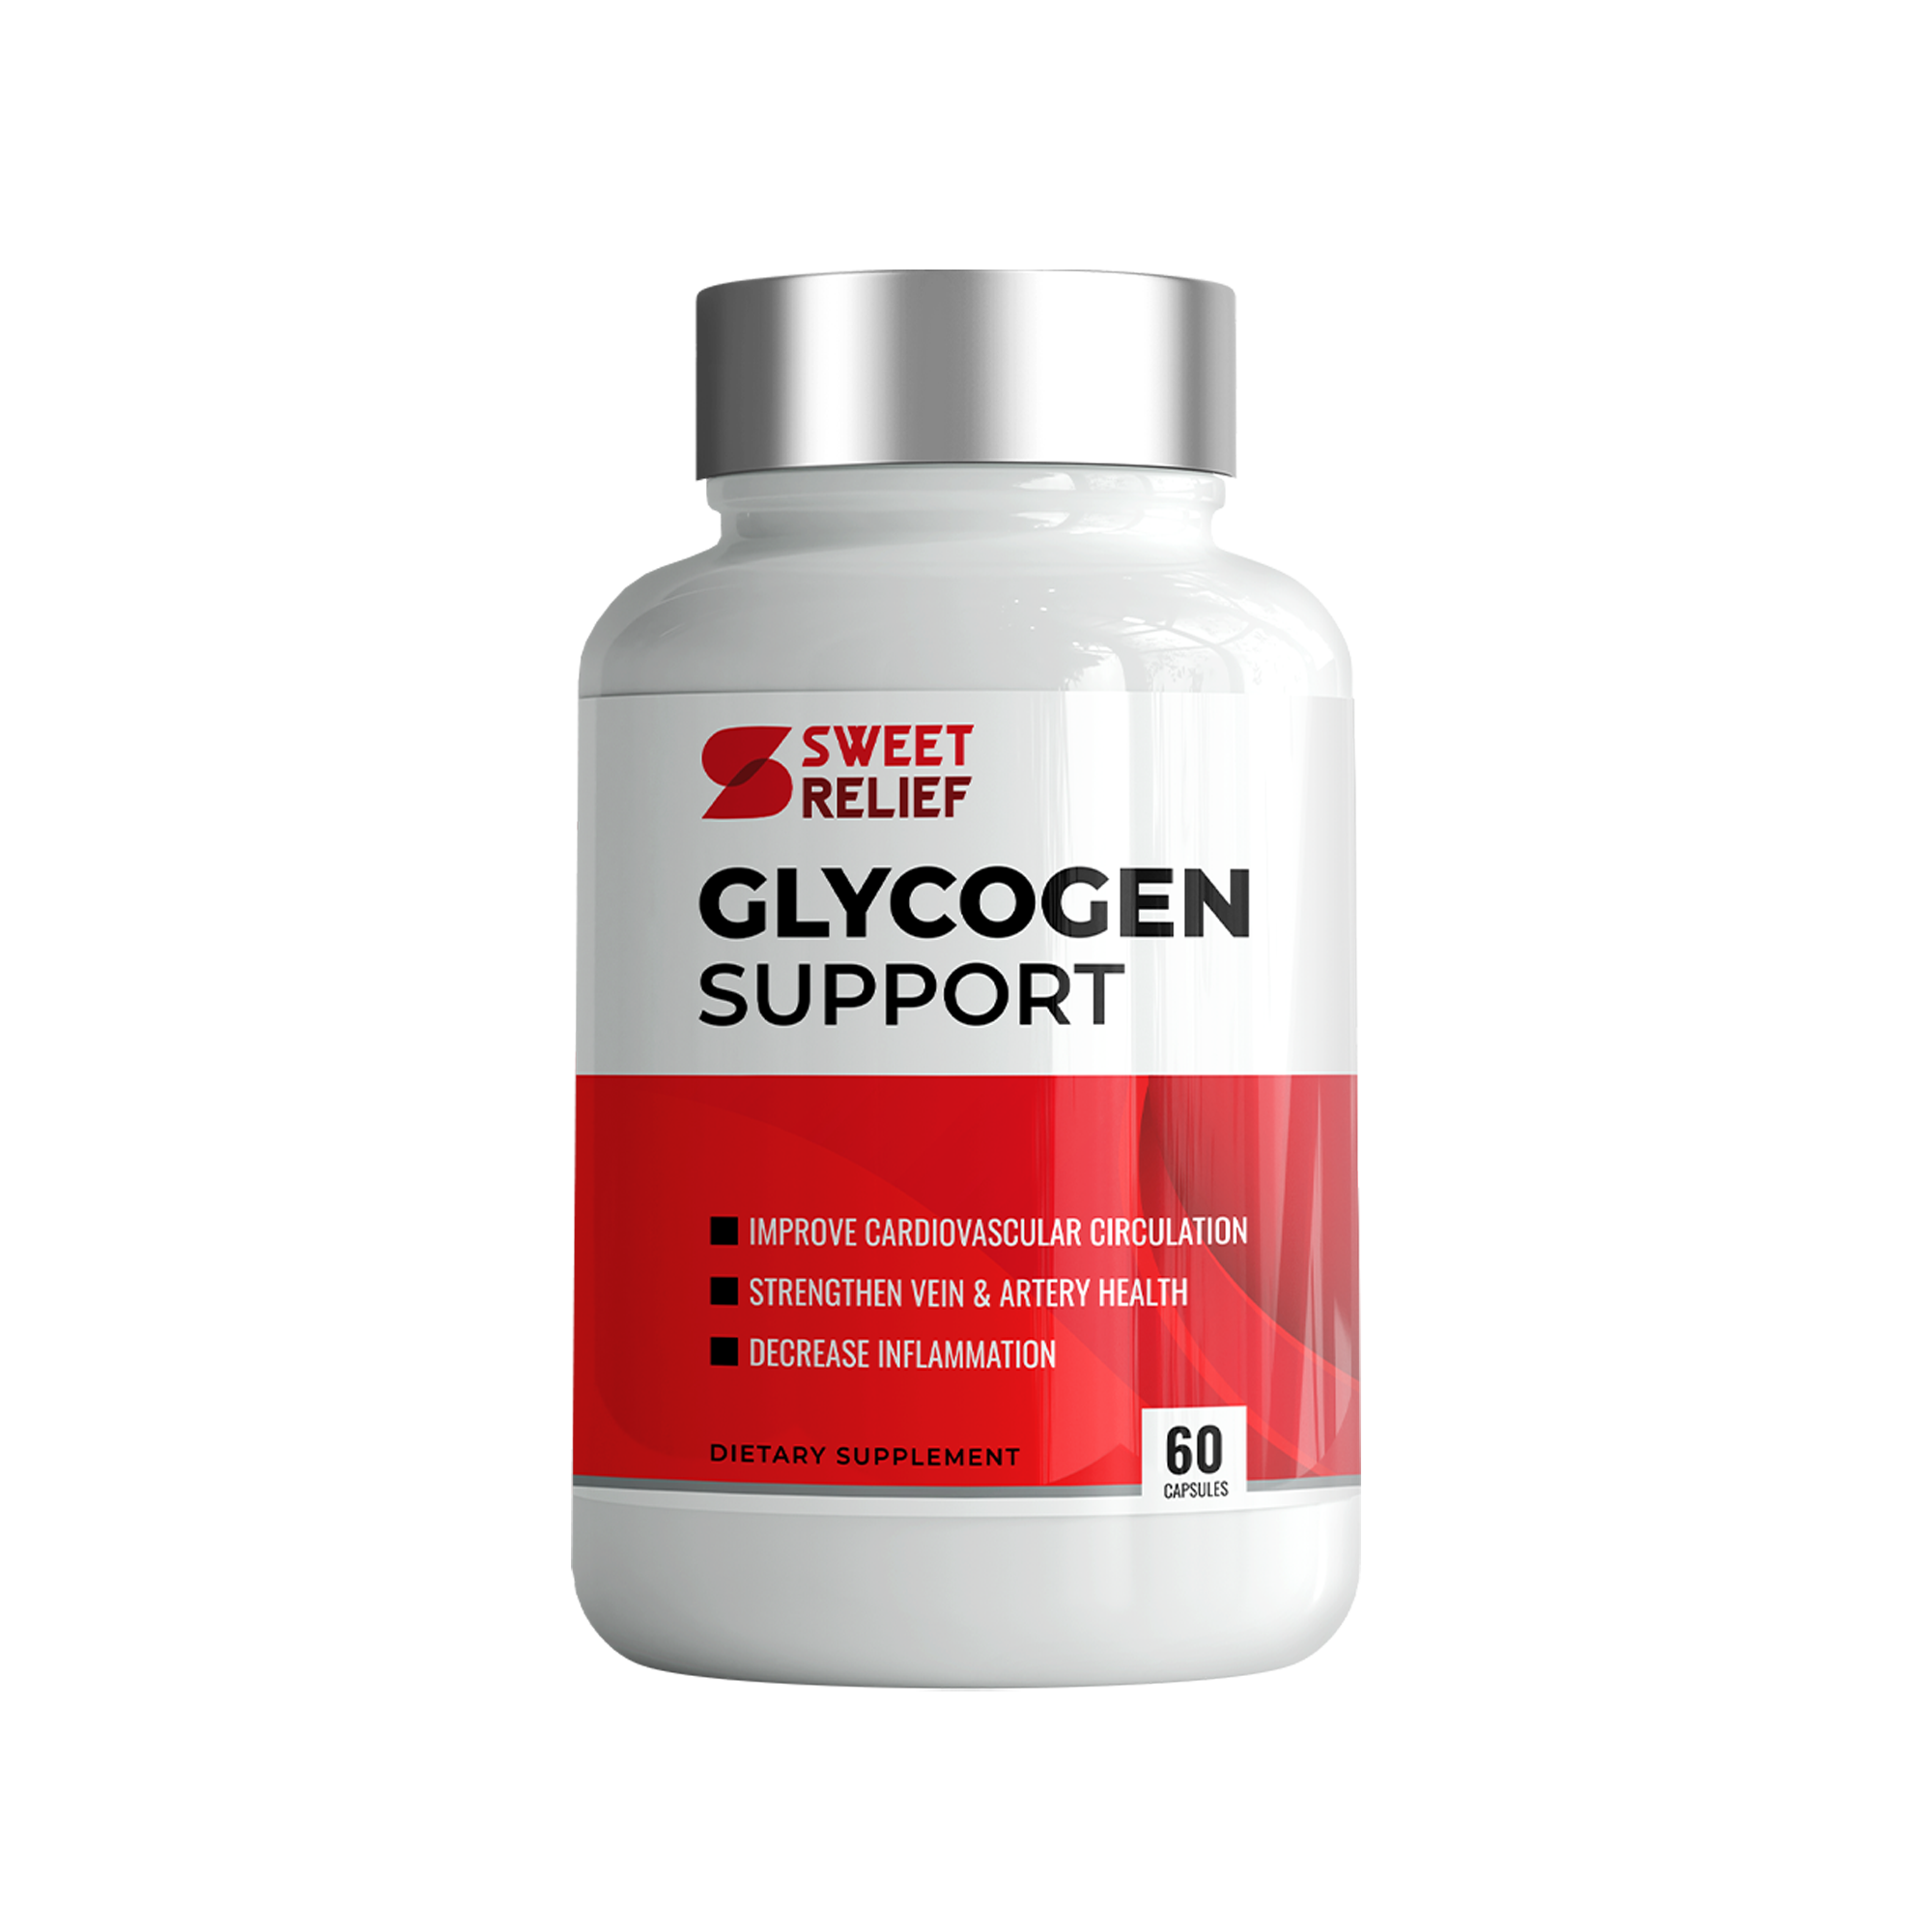 SWEET
RELIEF
GLYCOGEN
SUPPORT
IMPROVE CARDIOVASCULAR CIRCULATION
STRENGTHEN VEIN & ARTERY HEALTH
DECREASE INFLAMMATION
DIETARY SUPPLEMENT
60
CAPSULES